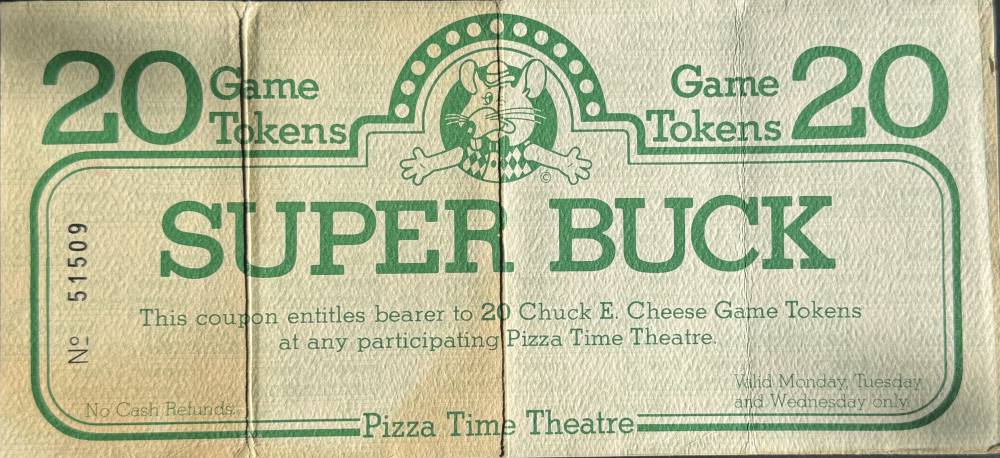 20 Game Tokens
Game Tokens 20
©
SUPER BUCK
This coupon entitles bearer to 20 Chuck E. Cheese Game Tokens
at any participating Pizza Time Theatre.
Nº 51509
No Cash Refunds.
Valid Monday, Tuesday
and Wednesday only.
Pizza Time Theatre